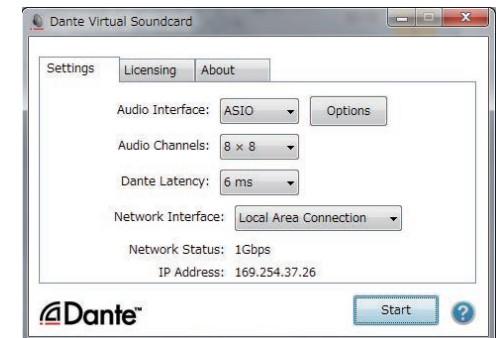 Dante Virtual Soundcard
Settings Licensing About
Audio Interface: ASIO Options
Audio Channels: 8 × 8
Dante Latency: 6 ms
Network Interface: Local Area Connection
Network Status: 1Gbps
IP Address: 169.254.37.26
Dante™ Start ?